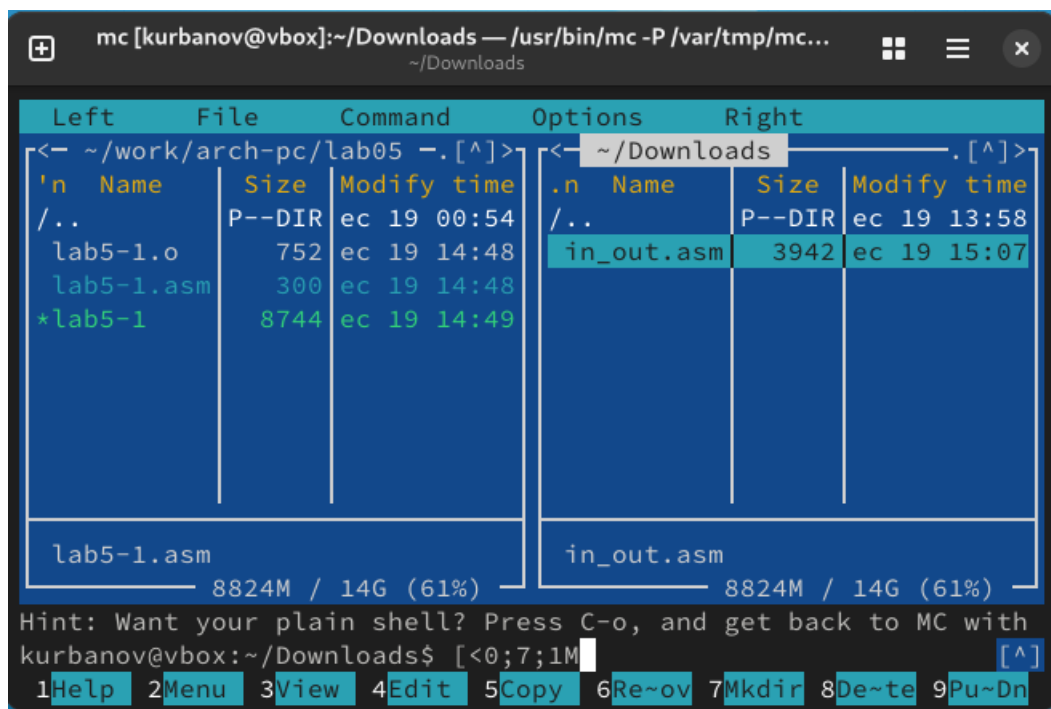 mc [kurbanov@vbox]:~/Downloads — /usr/bin/mc -P /var/tmp/mc…
~/Downloads
Left File Command Options Right
<— ~/work/arch-pc/lab05 —.[^]> <— ~/Downloads —.[^]>
'n Name Size Modify time .n Name Size Modify time
/.. P--DIR ec 19 00:54 /.. P--DIR ec 19 13:58
lab5-1.o 752 ec 19 14:48 in_out.asm 3942 ec 19 15:07
lab5-1.asm 300 ec 19 14:48
*lab5-1 8744 ec 19 14:49
lab5-1.asm in_out.asm
8824M / 14G (61%) 8824M / 14G (61%)
Hint: Want your plain shell? Press C-o, and get back to MC with
kurbanov@vbox:~/Downloads$ [<0;7;1M [^]
1Help 2Menu 3View 4Edit 5Copy 6Re~ov 7Mkdir 8De~te 9Pu~Dn